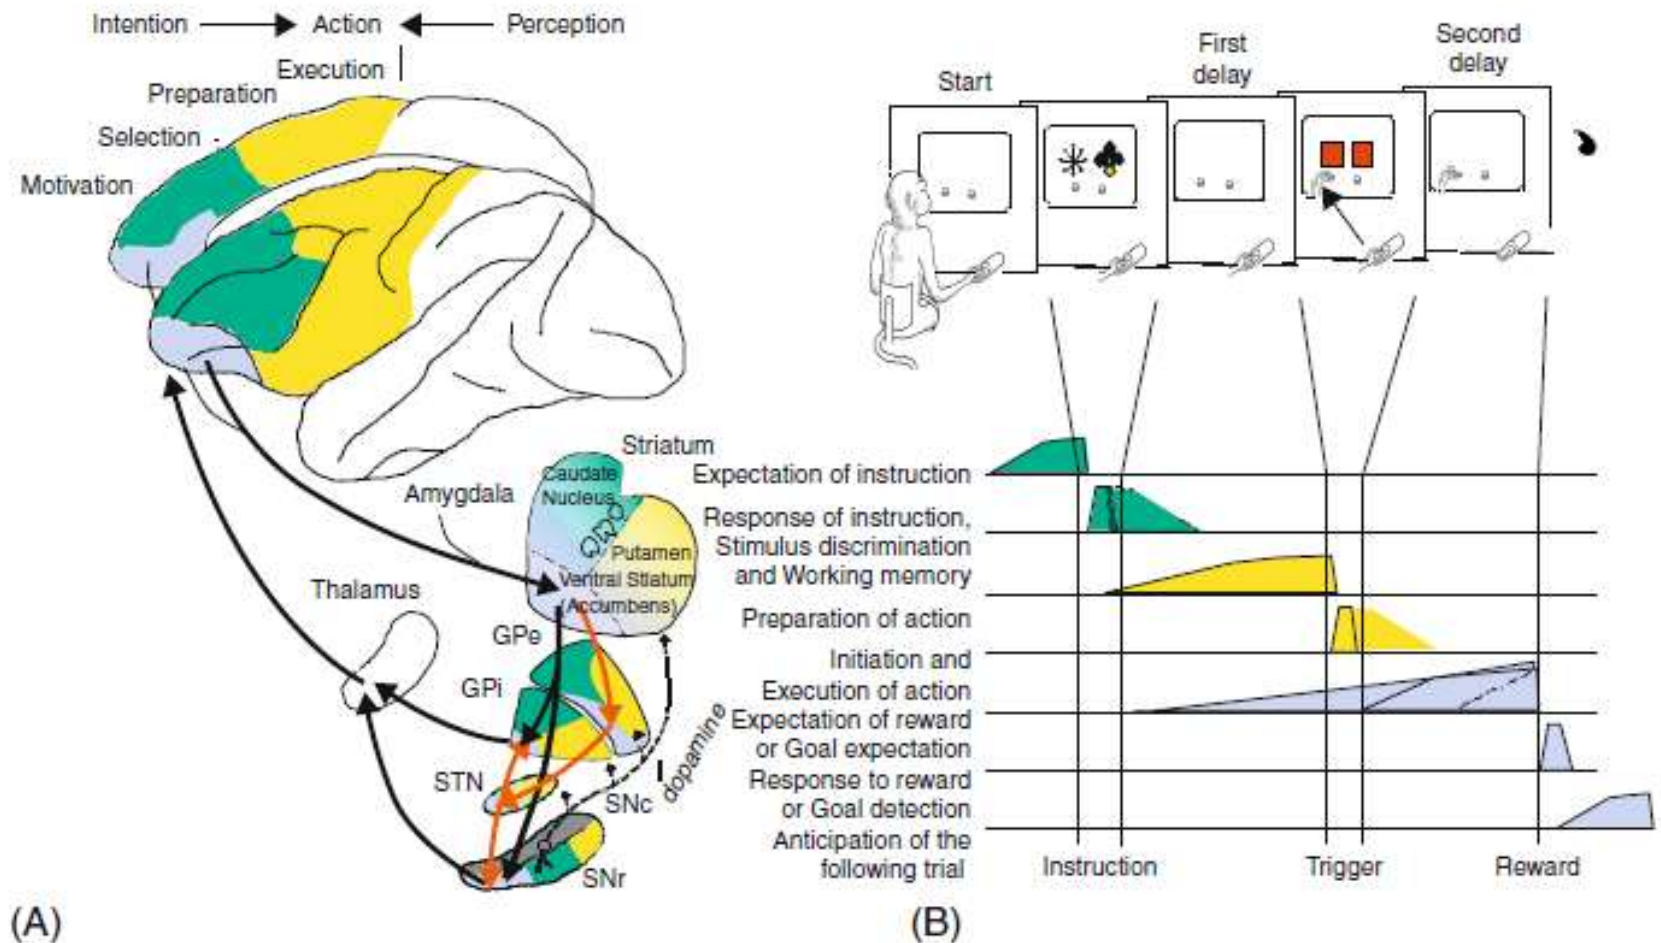 Intention Action Perception
Execution
Preparation
Selection
Motivation
Striatum
Caudate
Nucleus
Amygdala
Putamen
Ventral Stiatum
(Accumbens)
Thalamus
GPe
GPi
STN
SNc
dopamine
SNr
(A)
Start
First
delay
Second
delay
Expectation of instruction
Response of instruction,
Stimulus discrimination
and Working memory
Preparation of action
Initiation and
Execution of action
Expectation of reward
or Goal expectation
Response to reward
or Goal detection
Anticipation of the
following trial
Instruction
Trigger
Reward
(B)